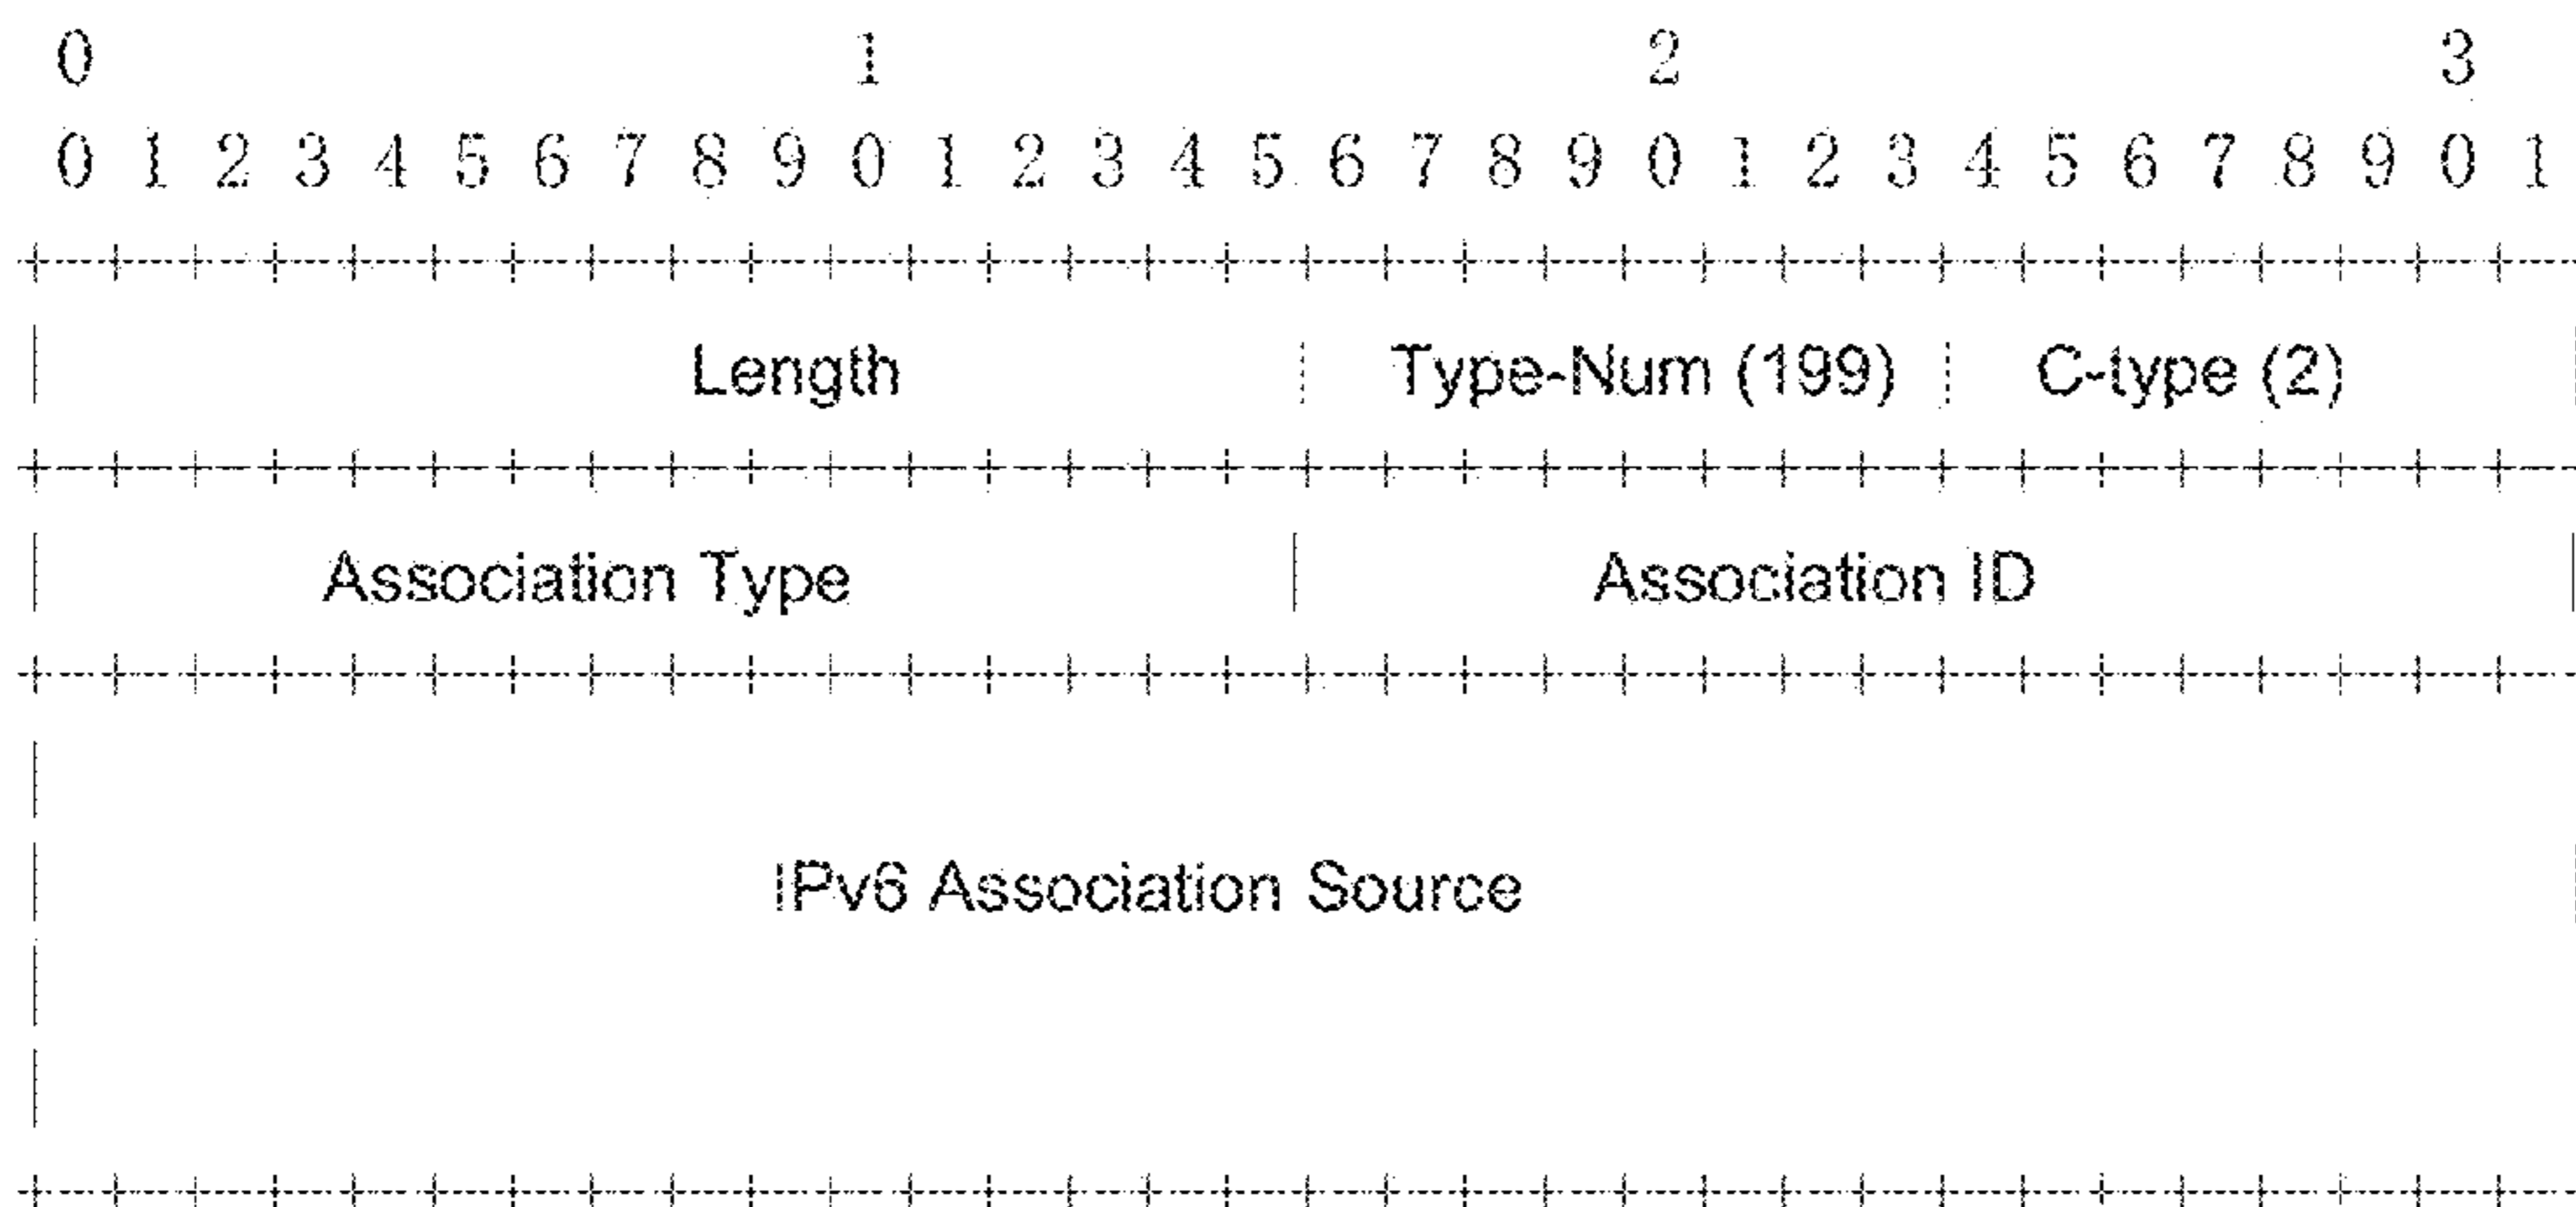 0 1 2 3
0 1 2 3 4 5 6 7 8 9 0 1 2 3 4 5 6 7 8 9 0 1 2 3 4 5 6 7 8 9 0 1
Length Type-Num (199) C-type (2)
Association Type Association ID
IPv6 Association Source